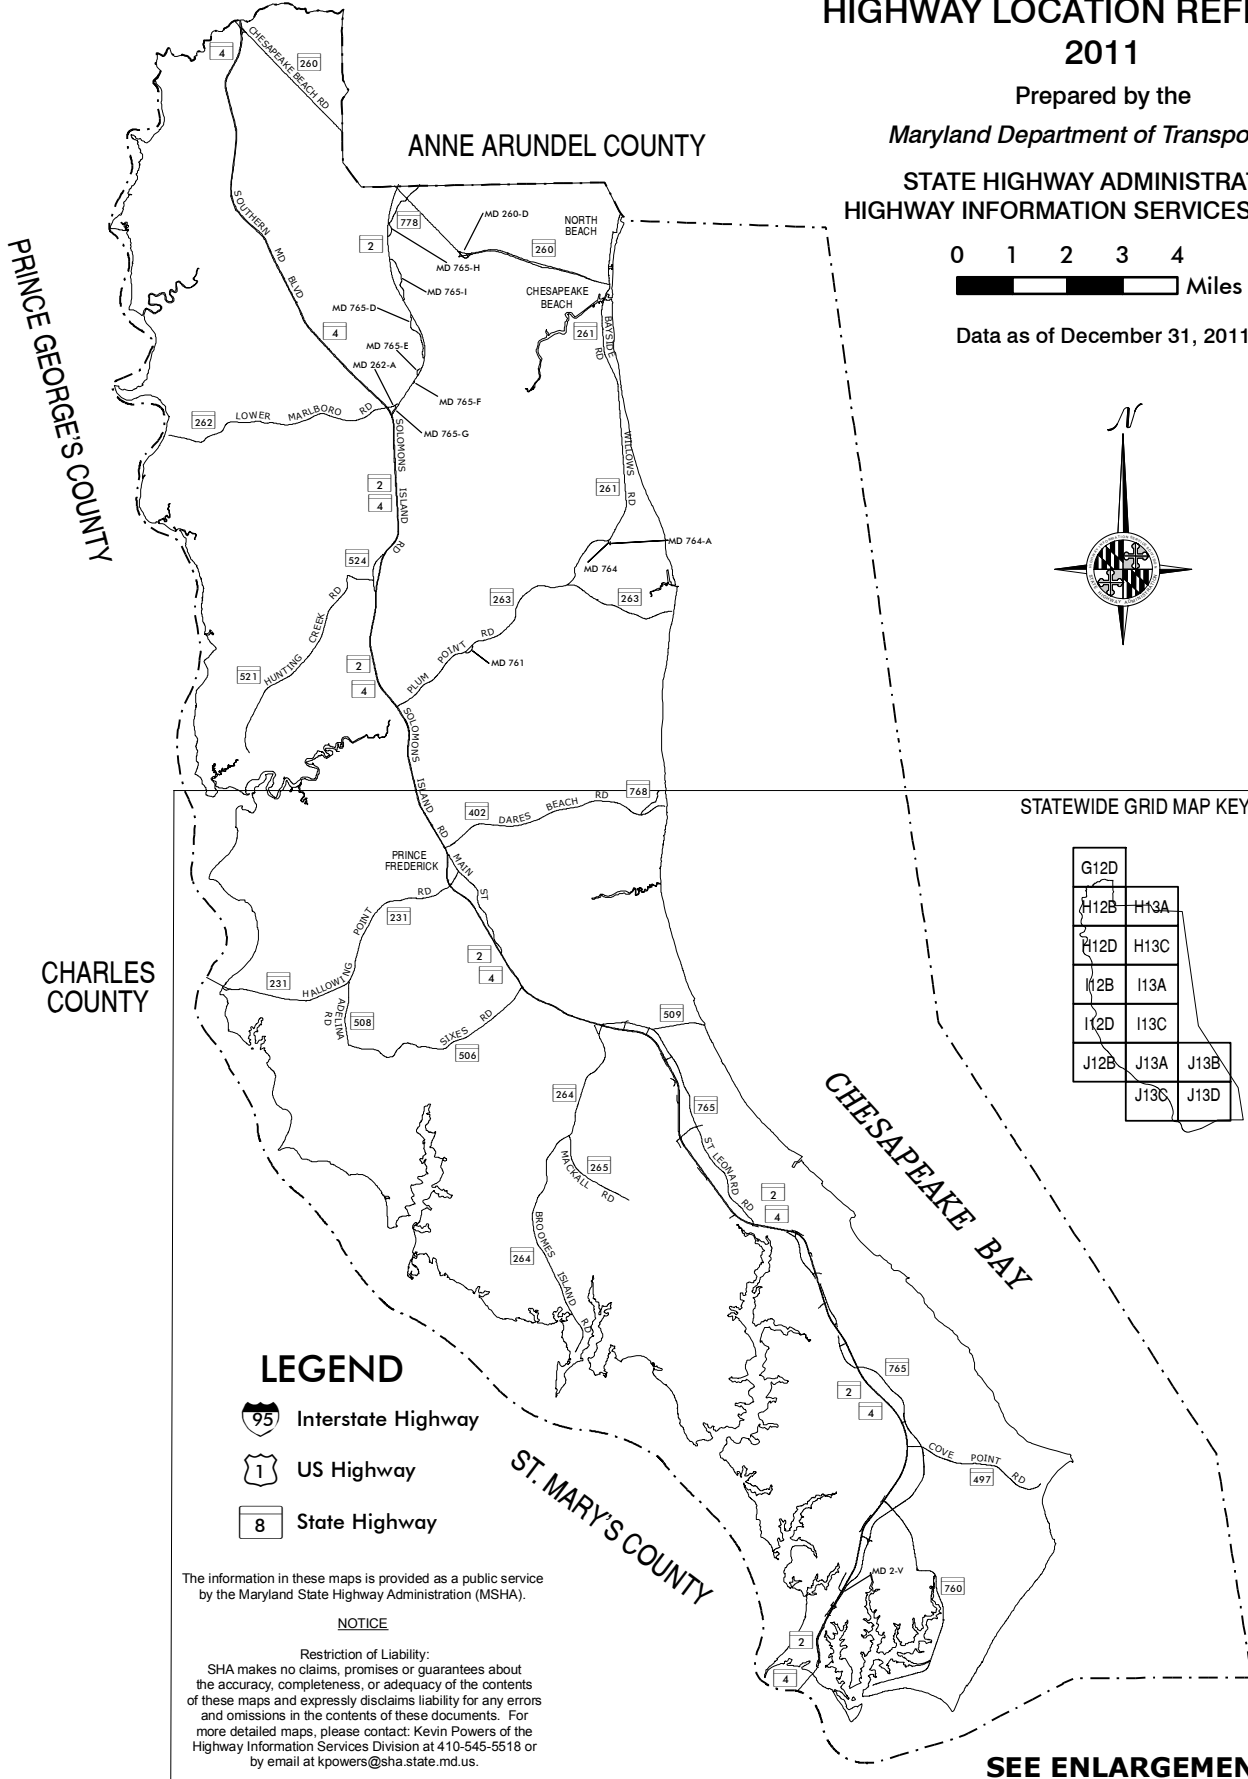 HIGHWAY LOCATION
2011
Prepared by the
Maryland Department of
STATE HIGHWAY
HIGHWAY INFORMATION SERVICES
0 1 2 3 4
Miles
Data as of December 31, 2011
N
ANNE ARUNDEL COUNTY
PRINCE GEORGE'S COUNTY
CHARLES
COUNTY
ST. MARY'S COUNTY
CHESAPEAKE BAY
4
CHESAPEAKE BEACH RD
260
SOUTHERN MD BLVD
778
MD 260-D
NORTH
BEACH
2
260
MD 765-H
MD 765-I
CHESAPEAKE
BEACH
MD 765-D
4
261
BAYSIDE RD
MD 765-E
MD 262-A
MD 765-F
262
LOWER MARLBORO RD
MD 765-G
SOLOMONS ISLAND RD
WILLOWS RD
2
4
261
524
MD 764-A
MD 764
263
263
HUNTING CREEK RD
521
2
4
PLUM POINT RD
MD 761
SOLOMONS ISLAND RD
768
402
DARES BEACH RD
PRINCE
FREDERICK
MAIN ST
231
HALLOWING POINT RD
231
2
4
ADELINA RD
508
SIXES RD
506
509
264
765
MACKALL RD
265
ST LEONARD RD
2
4
BROOMES ISLAND RD
264
765
2
4
COVE POINT RD
497
MD 2-V
760
2
4
STATEWIDE GRID MAP KEY
G12D
H12B H13A
H12D H13C
I12B I13A
I12D I13C
J12B J13A J13B
J13C J13D
LEGEND
95 Interstate Highway
1 US Highway
8 State Highway
The information in these maps is provided as a public service
by the Maryland State Highway Administration (MSHA).
NOTICE
Restriction of Liability:
SHA makes no claims, promises or guarantees about
the accuracy, completeness, or adequacy of the contents
of these maps and expressly disclaims liability for any errors
and omissions in the contents of these documents. For
more detailed maps, please contact: Kevin Powers of the
Highway Information Services Division at 410-545-5518 or
by email at kpowers@sha.state.md.us.
SEE